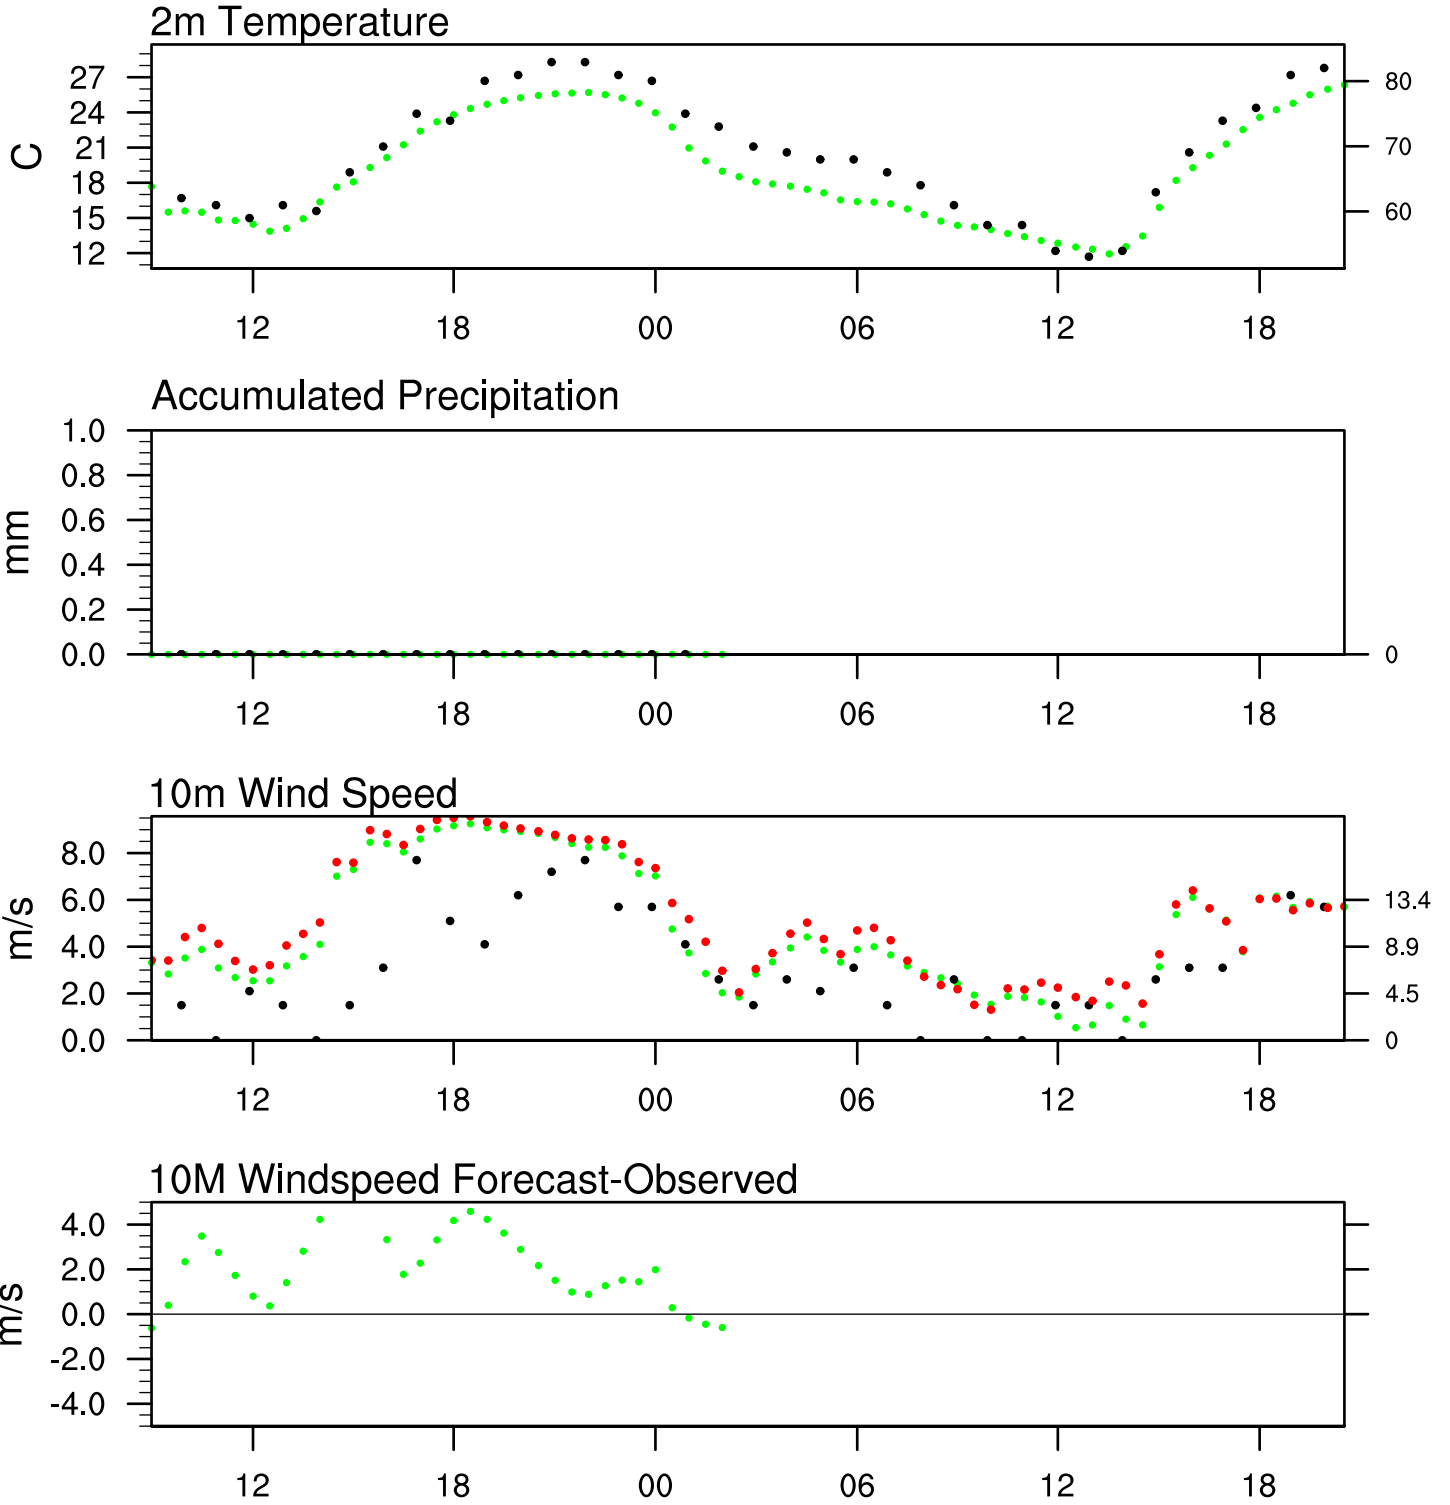 2m Temperature
27
24
21
18
15
12
C
80
70
60
12 18 00 06 12 18
Accumulated Precipitation
1.0
0.8
0.6
0.4
0.2
0.0
mm
0
12 18 00 06 12 18
10m Wind Speed
8.0
6.0
4.0
2.0
0.0
m/s
13.4
8.9
4.5
0
12 18 00 06 12 18
10M Windspeed Forecast-Observed
4.0
2.0
0.0
-2.0
-4.0
m/s
12 18 00 06 12 18